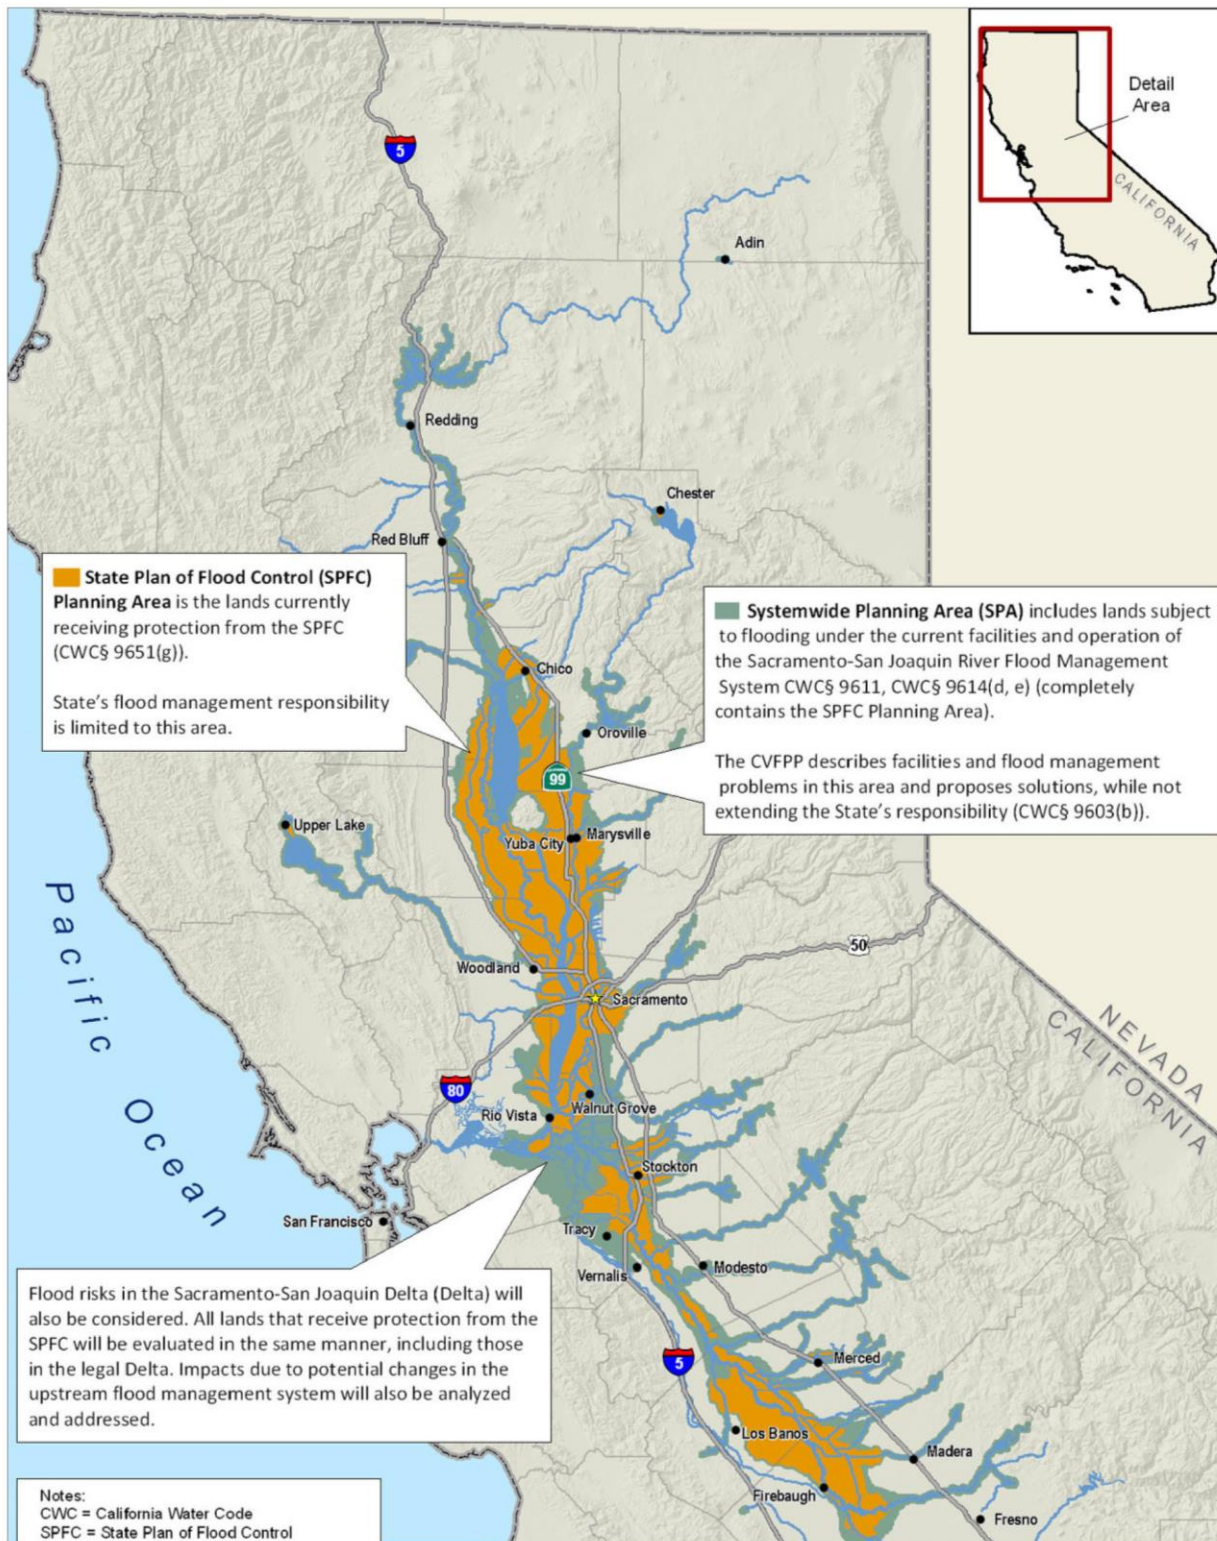 Detail
Area
CALIFORNIA
5
Adin
Redding
Chester
Red Bluff
State Plan of Flood Control (SPFC)
Planning Area is the lands currently
receiving protection from the SPFC
(CWC§ 9651(g)).
State's flood management responsibility
is limited to this area.
Systemwide Planning Area (SPA) includes lands subject
to flooding under the current facilities and operation of
the Sacramento-San Joaquin River Flood Management
System CWC§ 9611, CWC§ 9614(d, e) (completely
contains the SPFC Planning Area).
The CVFPP describes facilities and flood management
problems in this area and proposes solutions, while not
extending the State's responsibility (CWC§ 9603(b)).
Chico
Oroville
99
Upper Lake
Yuba City
Marysville
Pacific Ocean
50
Woodland
Sacramento
NEVADA
CALIFORNIA
80
Rio Vista
Walnut Grove
Stockton
San Francisco
Tracy
Vernalis
Modesto
Flood risks in the Sacramento-San Joaquin Delta (Delta) will
also be considered. All lands that receive protection from the
SPFC will be evaluated in the same manner, including those
in the legal Delta. Impacts due to potential changes in the
upstream flood management system will also be analyzed
and addressed.
5
Merced
Los Banos
Madera
Firebaugh
Fresno
Notes:
CWC = California Water Code
SPFC = State Plan of Flood Control